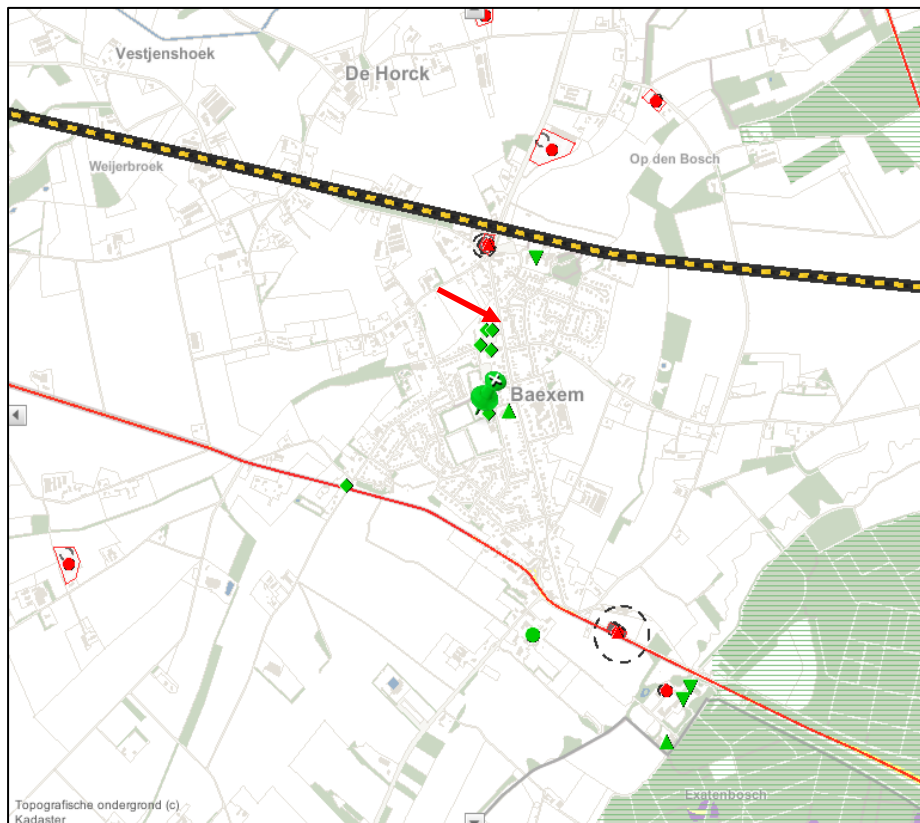 Vestjenshoek
De Horck
Weijerbroek
Op den Bosch
Baexem
Exatenbosch
Topografische ondergrond (c)
Kadaster